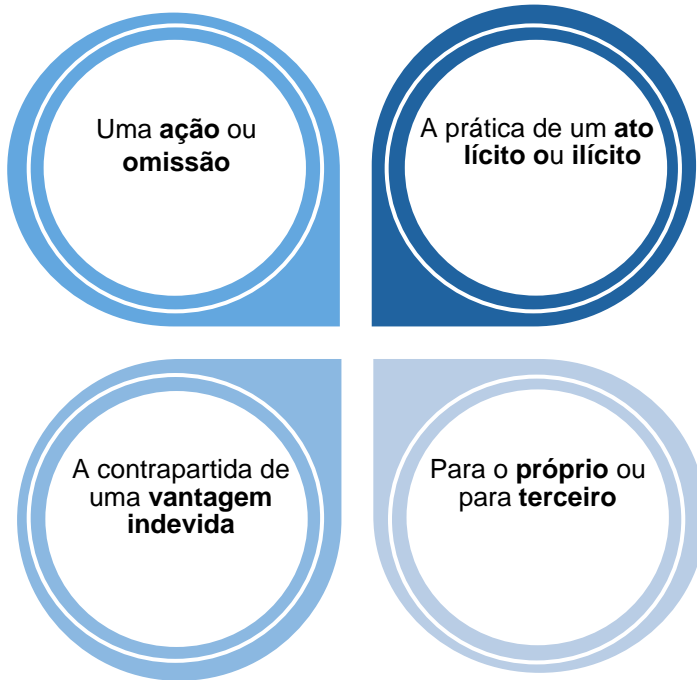 Uma ação ou
omissão
A prática de um ato
lícito ou ilícito
A contrapartida de
uma vantagem
indevida
Para o próprio ou
para terceiro